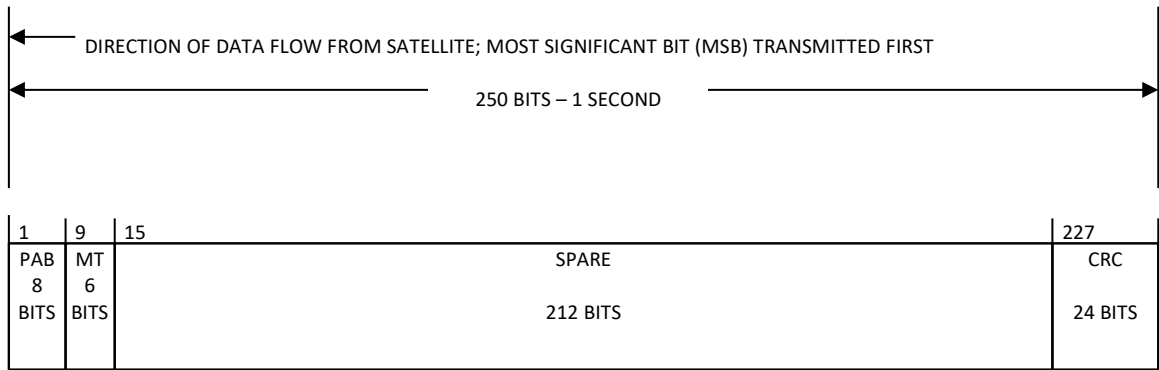 DIRECTION OF DATA FLOW FROM SATELLITE; MOST SIGNIFICANT BIT (MSB) TRANSMITTED FIRST
250 BITS – 1 SECOND
1 9 15 227
PAB MT SPARE CRC
8 6
BITS BITS 212 BITS 24 BITS